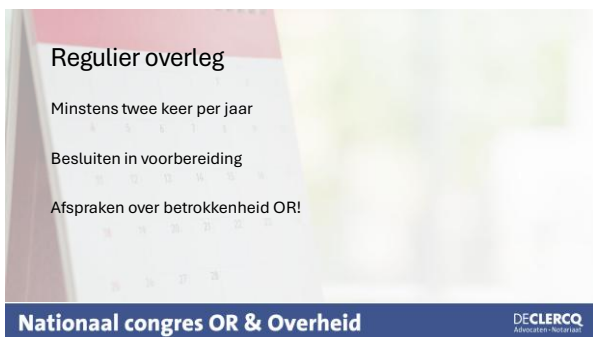 Regulier overleg
Minstens twee keer per jaar
Besluiten in voorbereiding
Afspraken over betrokkenheid OR!
Nationaal congres OR & Overheid
DECLERCQ
Advocaten - Notariaat